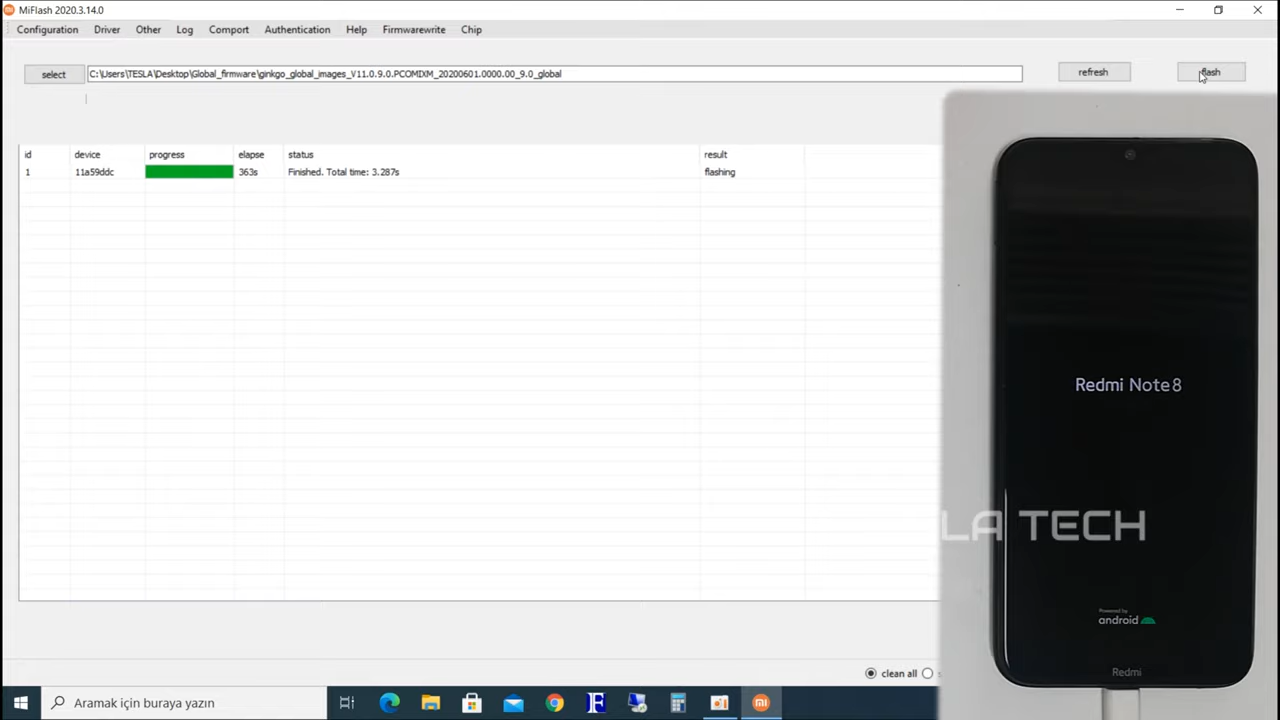 MiFlash 2020.3.14.0
Configuration Driver Other Log Comport Authentication Help Firmwarewrite Chip
select C:\Users\TESLA\Desktop\Global_firmware\ginkgo_global_images_V11.0.9.0.PCOMIXM_20200601.0000.00_9.0_global refresh flash
id device progress elapse status result
1 11a59ddc 363s Finished. Total time: 3.287s flashing
Redmi Note 8
LA TECH
Powered by
android
Redmi
clean all
Aramak için buraya yazın